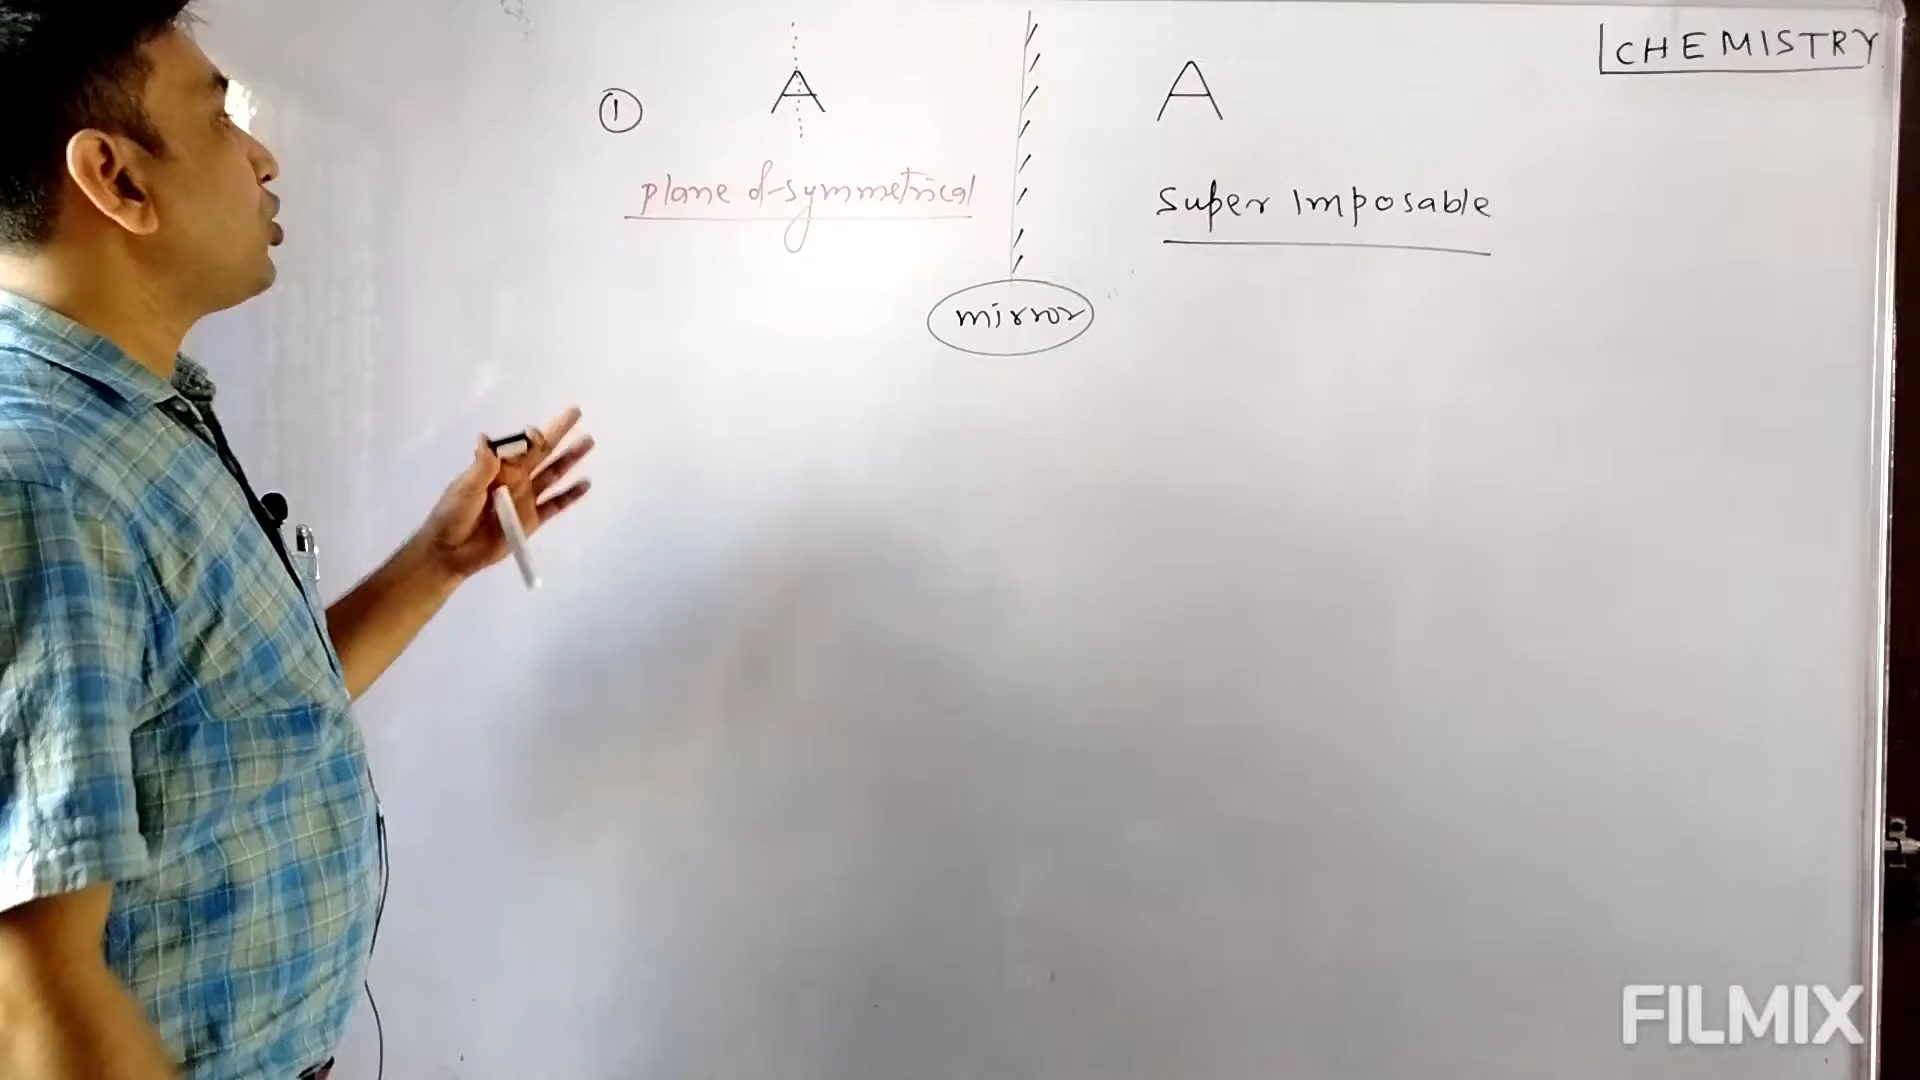 CHEMISTRY
① A A
plane of-symmetrical
Super Imposable
mirror
FILMIX